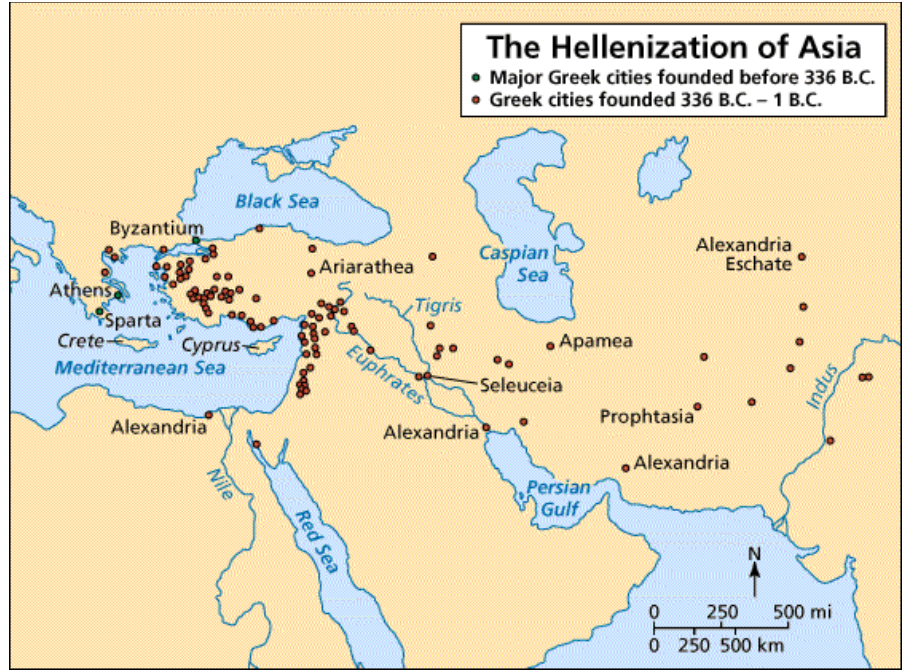 The Hellenization of Asia
Major Greek cities founded before 336 B.C.
Greek cities founded 336 B.C. – 1 B.C.
Black Sea
Byzantium
Caspian
Sea
Alexandria
Eschate
Ariarathea
Athens
Sparta
Tigris
Crete
Cyprus
Apamea
Mediterranean Sea
Euphrates
Seleuceia
Indus
Alexandria
Alexandria
Prophtasia
Alexandria
Nile
Red Sea
Persian
Gulf
N
0 250 500 mi
0 250 500 km